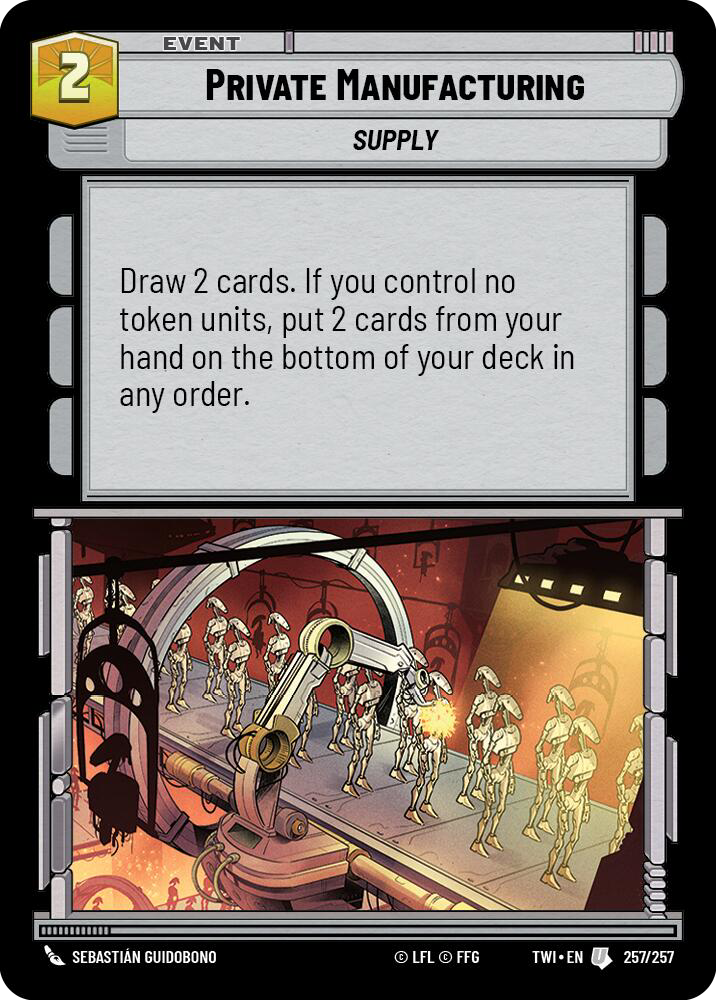 EVENT
2
PRIVATE MANUFACTURING
SUPPLY
Draw 2 cards. If you control no
token units, put 2 cards from your
hand on the bottom of your deck in
any order.
SEBASTIÁN GUIDOBONO © LFL © FFG TWI • EN U 257/257